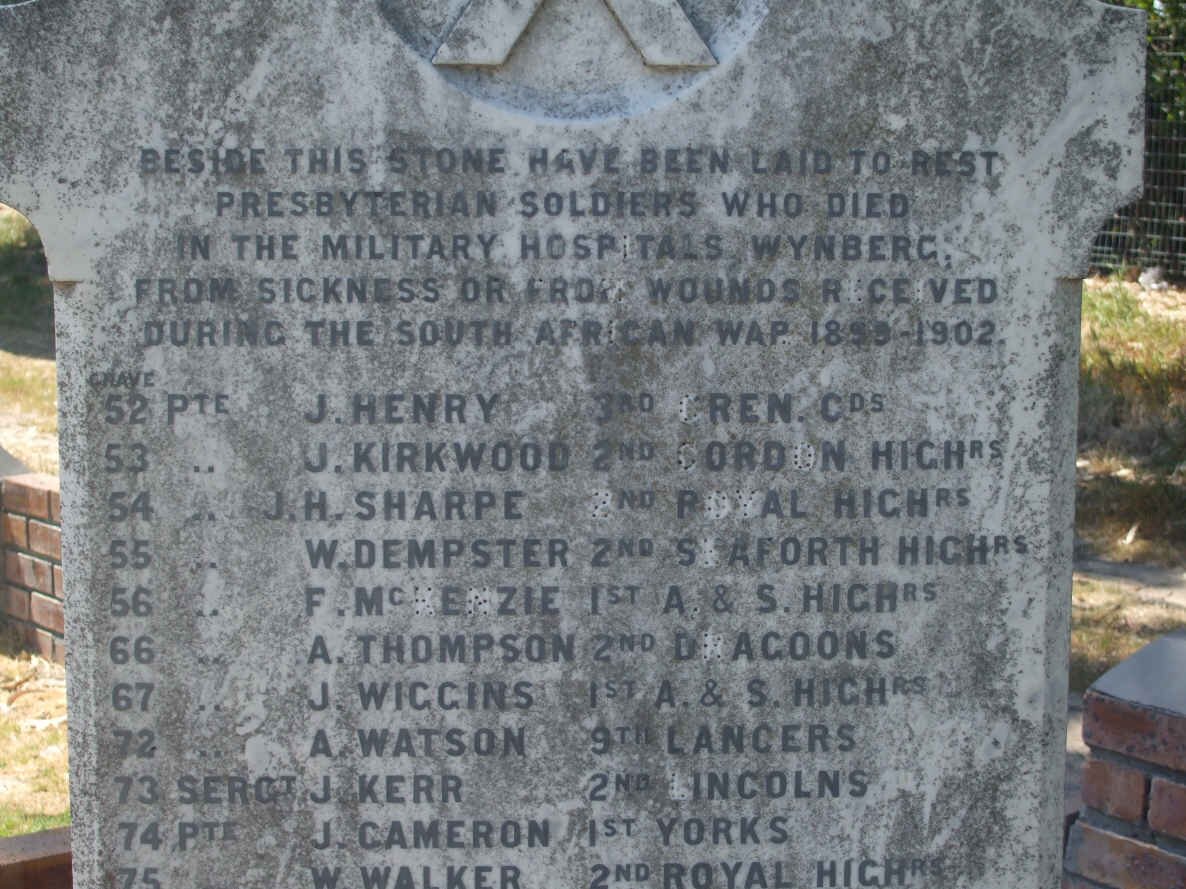 BESIDE THIS STONE HAVE BEEN LAID TO REST
PRESBYTERIAN SOLDIERS WHO DIED
IN THE MILITARY HOSPITALS WYNBERG,
FROM SICKNESS OR FROM WOUNDS RECEIVED
DURING THE SOUTH AFRICAN WAR. 1899-1902.
GRAVE
52 PTE J. HENRY 3RD GREN. GDS
53 .. J. KIRKWOOD 2ND GORDON HIGHRS
54 .. J.H. SHARPE 2ND ROYAL HIGHRS
55 .. W. DEMPSTER 2ND SEAFORTH HIGHRS
56 .. F. MCKENZIE 1ST A. & S. HIGHRS
66 .. A. THOMPSON 2ND DRAGOONS
67 .. J. WIGGINS 1ST A. & S. HIGHRS
72 .. A. WATSON 9TH LANCERS
73 SERGT J. KERR 2ND LINCOLNS
74 PTE J. CAMERON 1ST YORKS
75 W. WALKER 2ND ROYAL HIGHRS